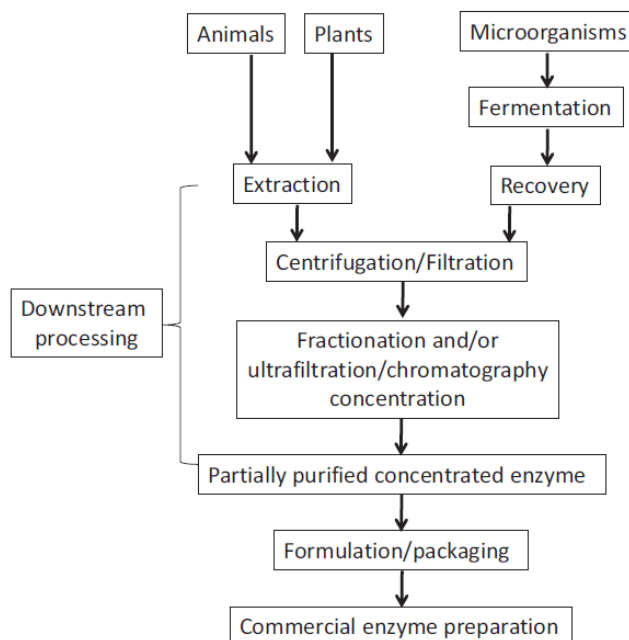 Animals
Plants
Microorganisms
Fermentation
Extraction
Recovery
Centrifugation/Filtration
Downstream
processing
Fractionation and/or
ultrafiltration/chromatography
concentration
Partially purified concentrated enzyme
Formulation/packaging
Commercial enzyme preparation